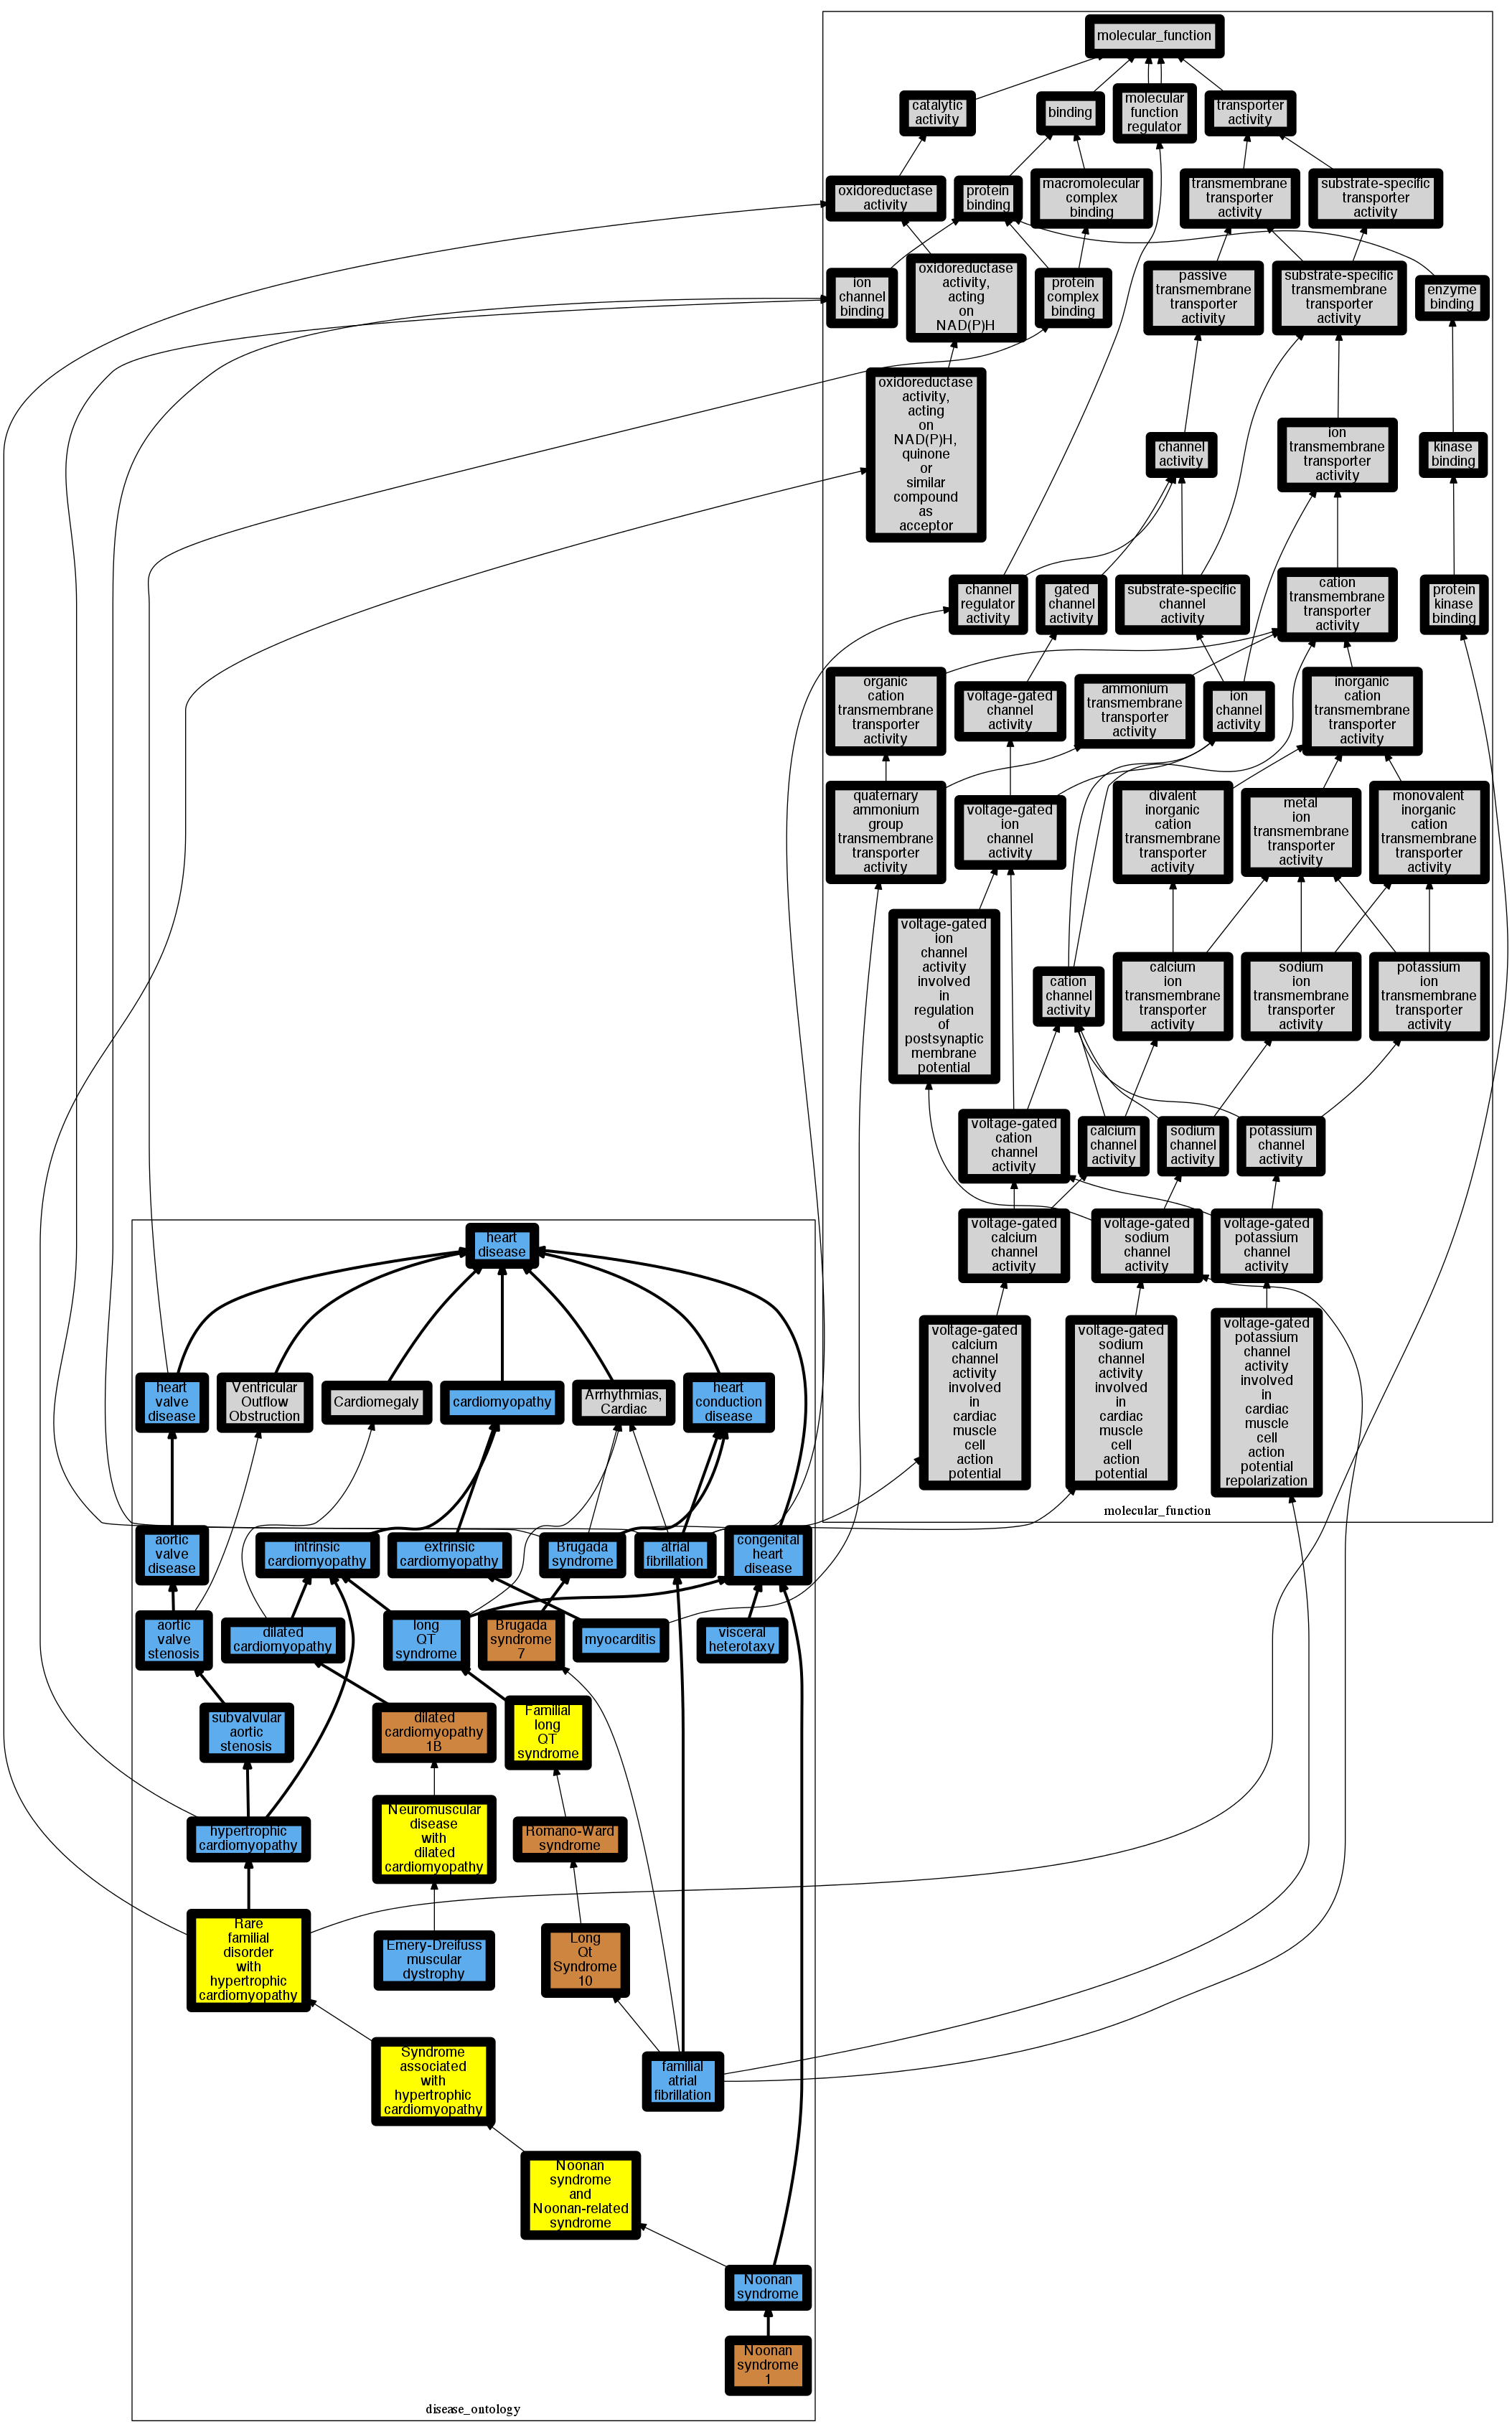 molecular_function
catalytic
activity
binding
molecular
function
regulator
transporter
activity
oxidoreductase
activity
protein
binding
macromolecular
complex
binding
transmembrane
transporter
activity
substrate-specific
transporter
activity
ion
channel
binding
oxidoreductase
activity,
acting
on
NAD(P)H
protein
complex
binding
passive
transmembrane
transporter
activity
substrate-specific
transmembrane
transporter
activity
enzyme
binding
oxidoreductase
activity,
acting
on
NAD(P)H,
quinone
or
similar
compound
as
acceptor
channel
activity
ion
transmembrane
transporter
activity
kinase
binding
channel
regulator
activity
gated
channel
activity
substrate-specific
channel
activity
cation
transmembrane
transporter
activity
protein
kinase
binding
organic
cation
transmembrane
transporter
activity
voltage-gated
channel
activity
ammonium
transmembrane
transporter
activity
ion
channel
activity
inorganic
cation
transmembrane
transporter
activity
quaternary
ammonium
group
transmembrane
transporter
activity
voltage-gated
ion
channel
activity
divalent
inorganic
cation
transmembrane
transporter
activity
metal
ion
transmembrane
transporter
activity
monovalent
inorganic
cation
transmembrane
transporter
activity
voltage-gated
ion
channel
activity
involved
in
regulation
of
postsynaptic
membrane
potential
cation
channel
activity
calcium
ion
transmembrane
transporter
activity
sodium
ion
transmembrane
transporter
activity
potassium
ion
transmembrane
transporter
activity
voltage-gated
cation
channel
activity
calcium
channel
activity
sodium
channel
activity
potassium
channel
activity
voltage-gated
calcium
channel
activity
voltage-gated
sodium
channel
activity
voltage-gated
potassium
channel
activity
voltage-gated
calcium
channel
activity
involved
in
cardiac
muscle
cell
action
potential
voltage-gated
sodium
channel
activity
involved
in
cardiac
muscle
cell
action
potential
voltage-gated
potassium
channel
activity
involved
in
cardiac
muscle
cell
action
potential
repolarization
molecular_function
heart
disease
heart
valve
disease
Ventricular
Outflow
Obstruction
Cardiomegaly
cardiomyopathy
Arrhythmias,
Cardiac
heart
conduction
disease
aortic
valve
disease
intrinsic
cardiomyopathy
extrinsic
cardiomyopathy
Brugada
syndrome
atrial
fibrillation
congenital
heart
disease
aortic
valve
stenosis
dilated
cardiomyopathy
long
QT
syndrome
Brugada
syndrome
7
myocarditis
visceral
heterotaxy
subvalvular
aortic
stenosis
dilated
cardiomyopathy
1B
Familial
long
QT
syndrome
hypertrophic
cardiomyopathy
Neuromuscular
disease
with
dilated
cardiomyopathy
Romano-Ward
syndrome
Rare
familial
disorder
with
hypertrophic
cardiomyopathy
Emery-Dreifuss
muscular
dystrophy
Long
Qt
Syndrome
10
Syndrome
associated
with
hypertrophic
cardiomyopathy
familial
atrial
fibrillation
Noonan
syndrome
and
Noonan-related
syndrome
Noonan
syndrome
Noonan
syndrome
1
disease_ontology